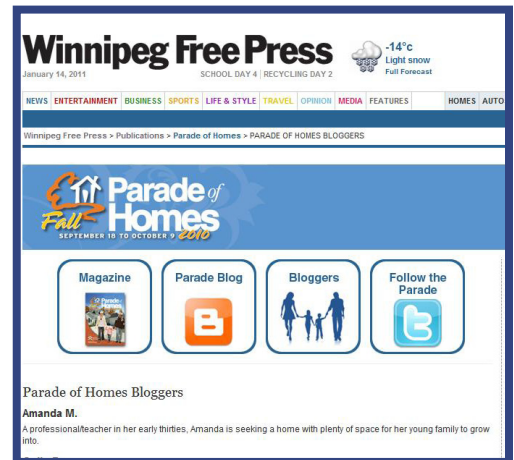 Winnipeg Free Press
-14°c
Light snow
Full Forecast
January 14, 2011
SCHOOL DAY 4 | RECYCLING DAY 2
NEWS ENTERTAINMENT BUSINESS SPORTS LIFE & STYLE TRAVEL OPINION MEDIA FEATURES HOMES AUTO
Winnipeg Free Press > Publications > Parade of Homes > PARADE OF HOMES BLOGGERS
Parade of
Homes
Fall
SEPTEMBER 18 TO OCTOBER 9 2010
Magazine
Parade Blog
Bloggers
Follow the
Parade
Parade of
Homes
Parade of Homes Bloggers
Amanda M.
A professional/teacher in her early thirties, Amanda is seeking a home with plenty of space for her young family to grow
into.